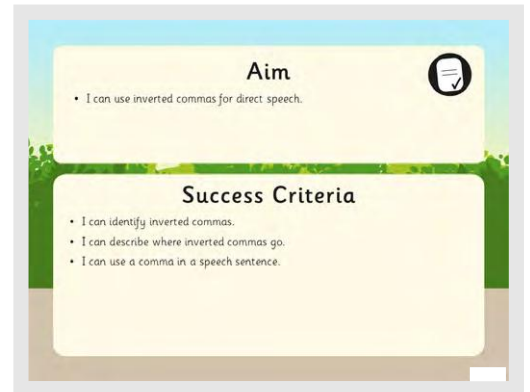 Aim
• I can use inverted commas for direct speech.
Success Criteria
• I can identify inverted commas.
• I can describe where inverted commas go.
• I can use a comma in a speech sentence.